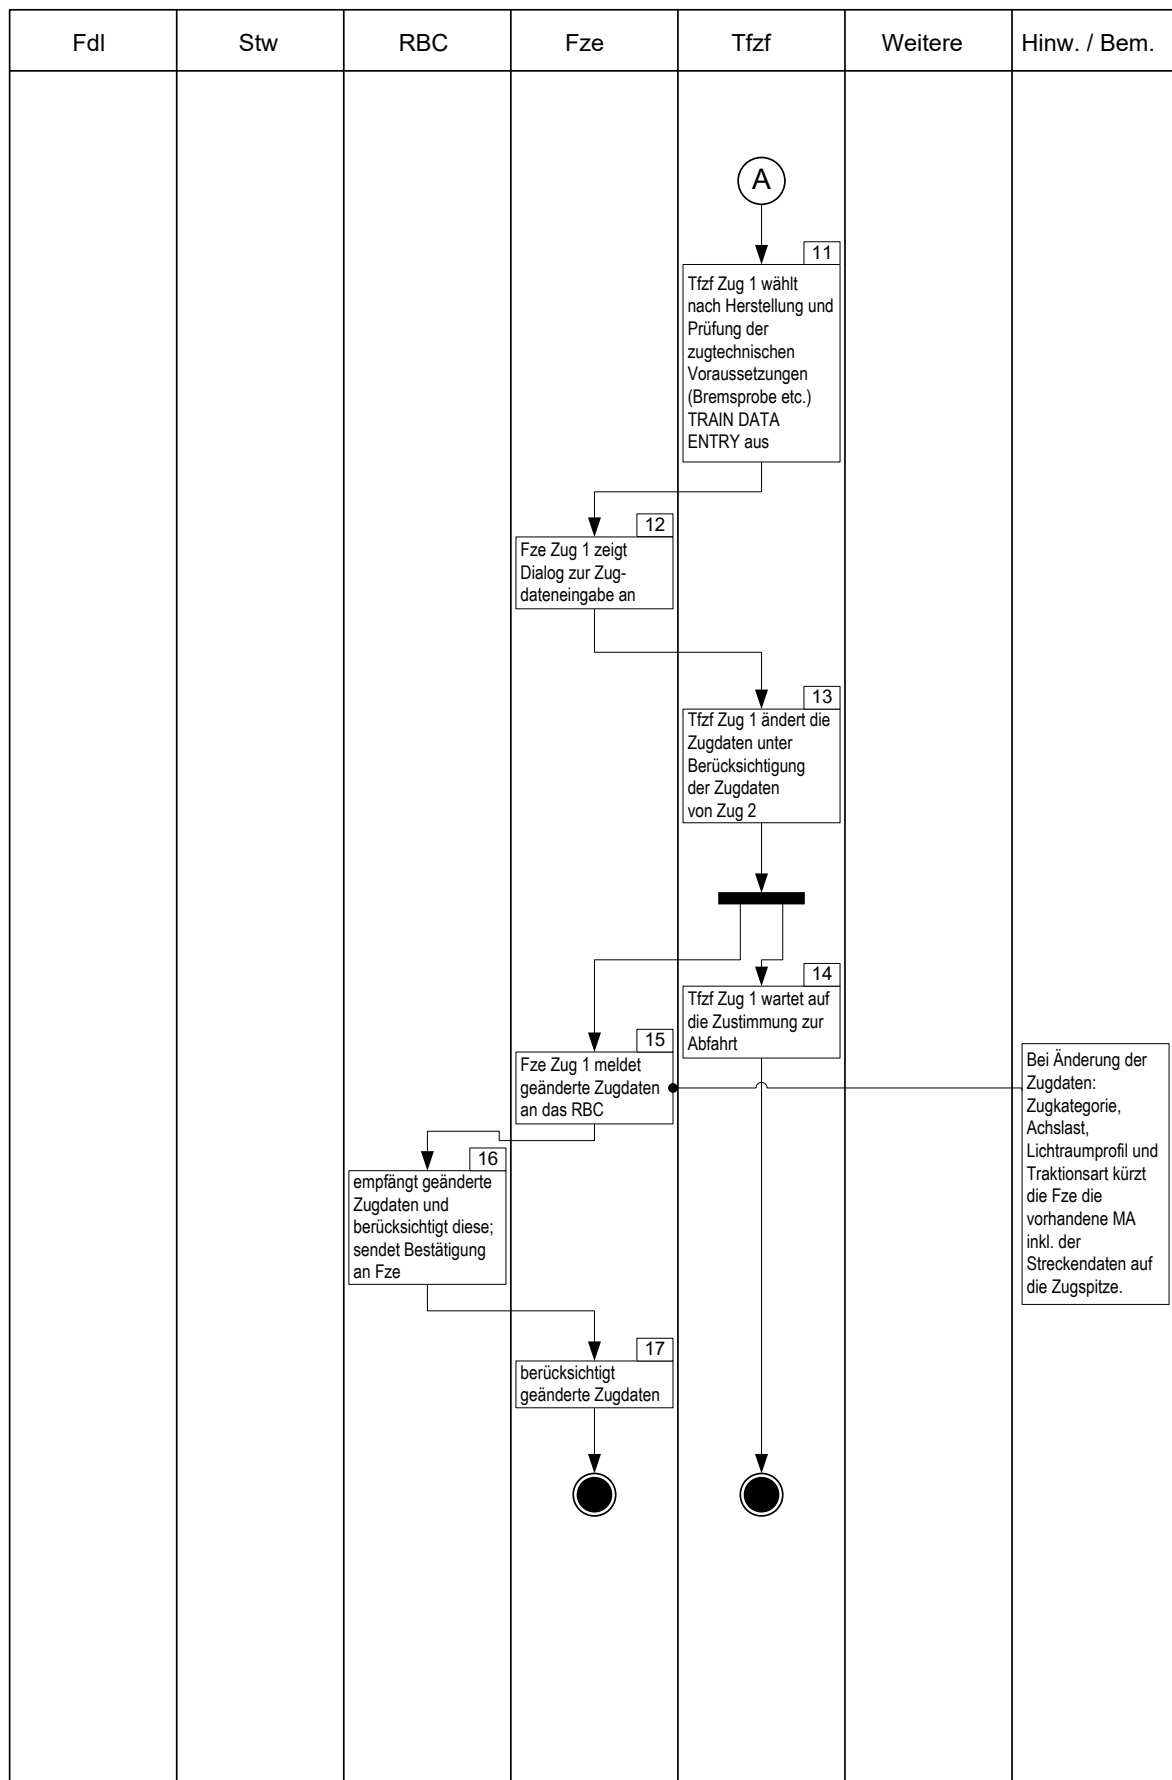 Fdl
Stw
RBC
Fze
Tfzf
Weitere
Hinw. / Bem.
A
11
Tfzf Zug 1 wählt
nach Herstellung und
Prüfung der
zugtechnischen
Voraussetzungen
(Bremsprobe etc.)
TRAIN DATA
ENTRY aus
12
Fze Zug 1 zeigt
Dialog zur Zug-
dateneingabe an
13
Tfzf Zug 1 ändert die
Zugdaten unter
Berücksichtigung
der Zugdaten
von Zug 2
14
Tfzf Zug 1 wartet auf
die Zustimmung zur
Abfahrt
15
Fze Zug 1 meldet
geänderte Zugdaten
an das RBC
Bei Änderung der
Zugdaten:
Zugkategorie,
Achslast,
Lichtraumprofil und
Traktionsart kürzt
die Fze die
vorhandene MA
inkl. der
Streckendaten auf
die Zugspitze.
16
empfängt geänderte
Zugdaten und
berücksichtigt diese;
sendet Bestätigung
an Fze
17
berücksichtigt
geänderte Zugdaten